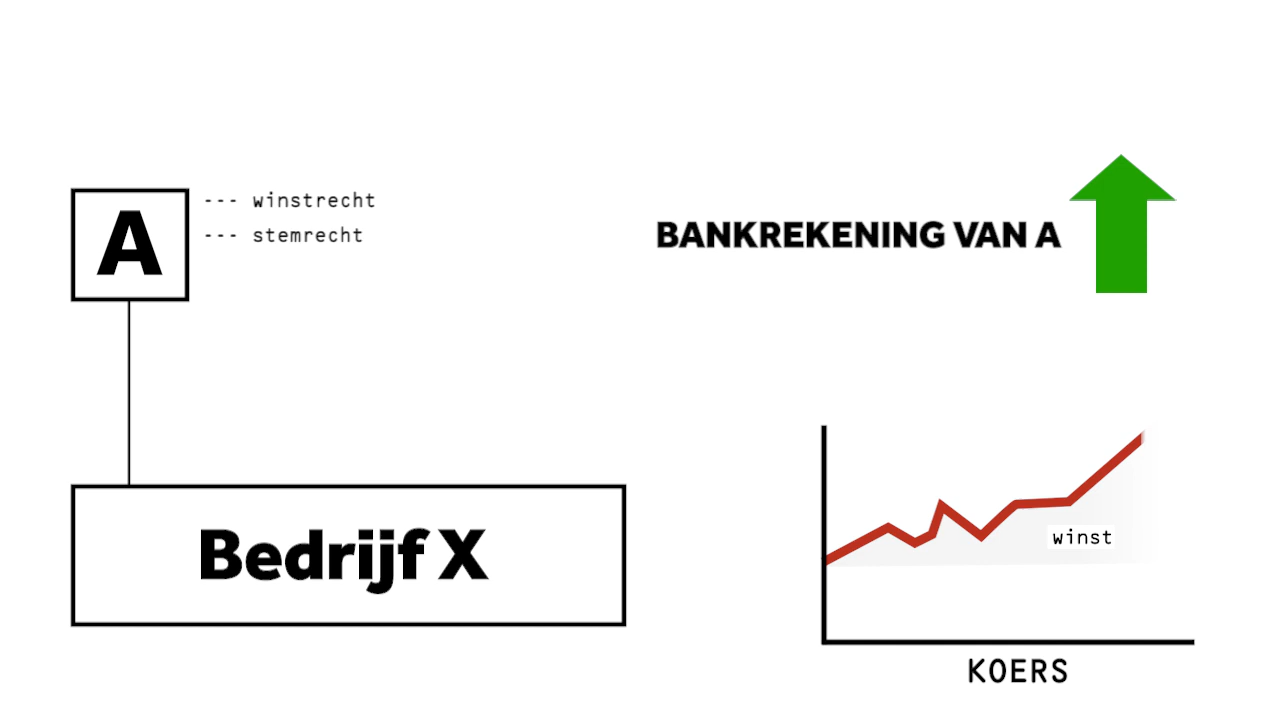 A
--- winstrecht
--- stemrecht
BANKREKENING VAN A
Bedrijf X
winst
KOERS